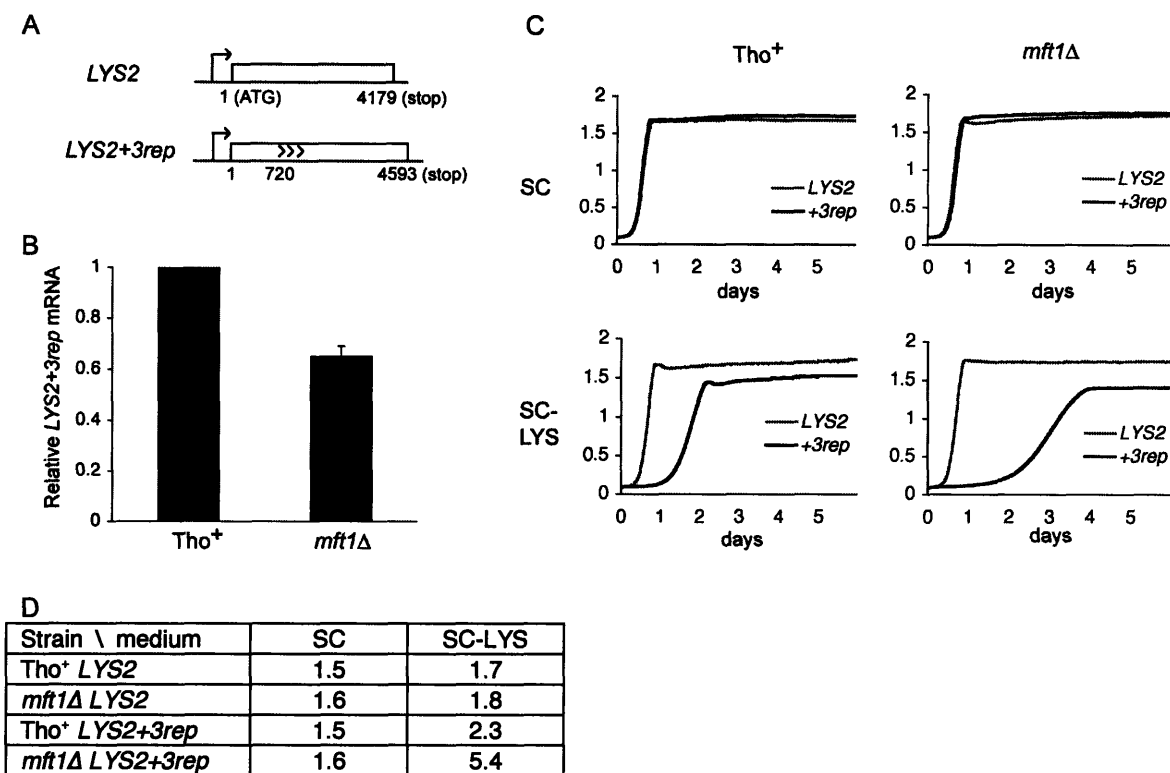 A
LYS2
1 (ATG) 4179 (stop)
LYS2+3rep
>>>
1 720 4593 (stop)
B
Relative LYS2+3rep mRNA
1
0.8
0.6
0.4
0.2
0
Tho+ mft1Δ
C
Tho+ mft1Δ
SC
2
1.5
1
0.5
0
LYS2
+3rep
0 1 2 3 4 5
days
2
1.5
1
0.5
0
LYS2
+3rep
0 1 2 3 4 5
days
SC-
LYS
2
1.5
1
0.5
0
LYS2
+3rep
0 1 2 3 4 5
days
2
1.5
1
0.5
0
LYS2
+3rep
0 1 2 3 4 5
days
D
Strain \ medium SC SC-LYS
Tho+ LYS2 1.5 1.7
mft1Δ LYS2 1.6 1.8
Tho+ LYS2+3rep 1.5 2.3
mft1Δ LYS2+3rep 1.6 5.4